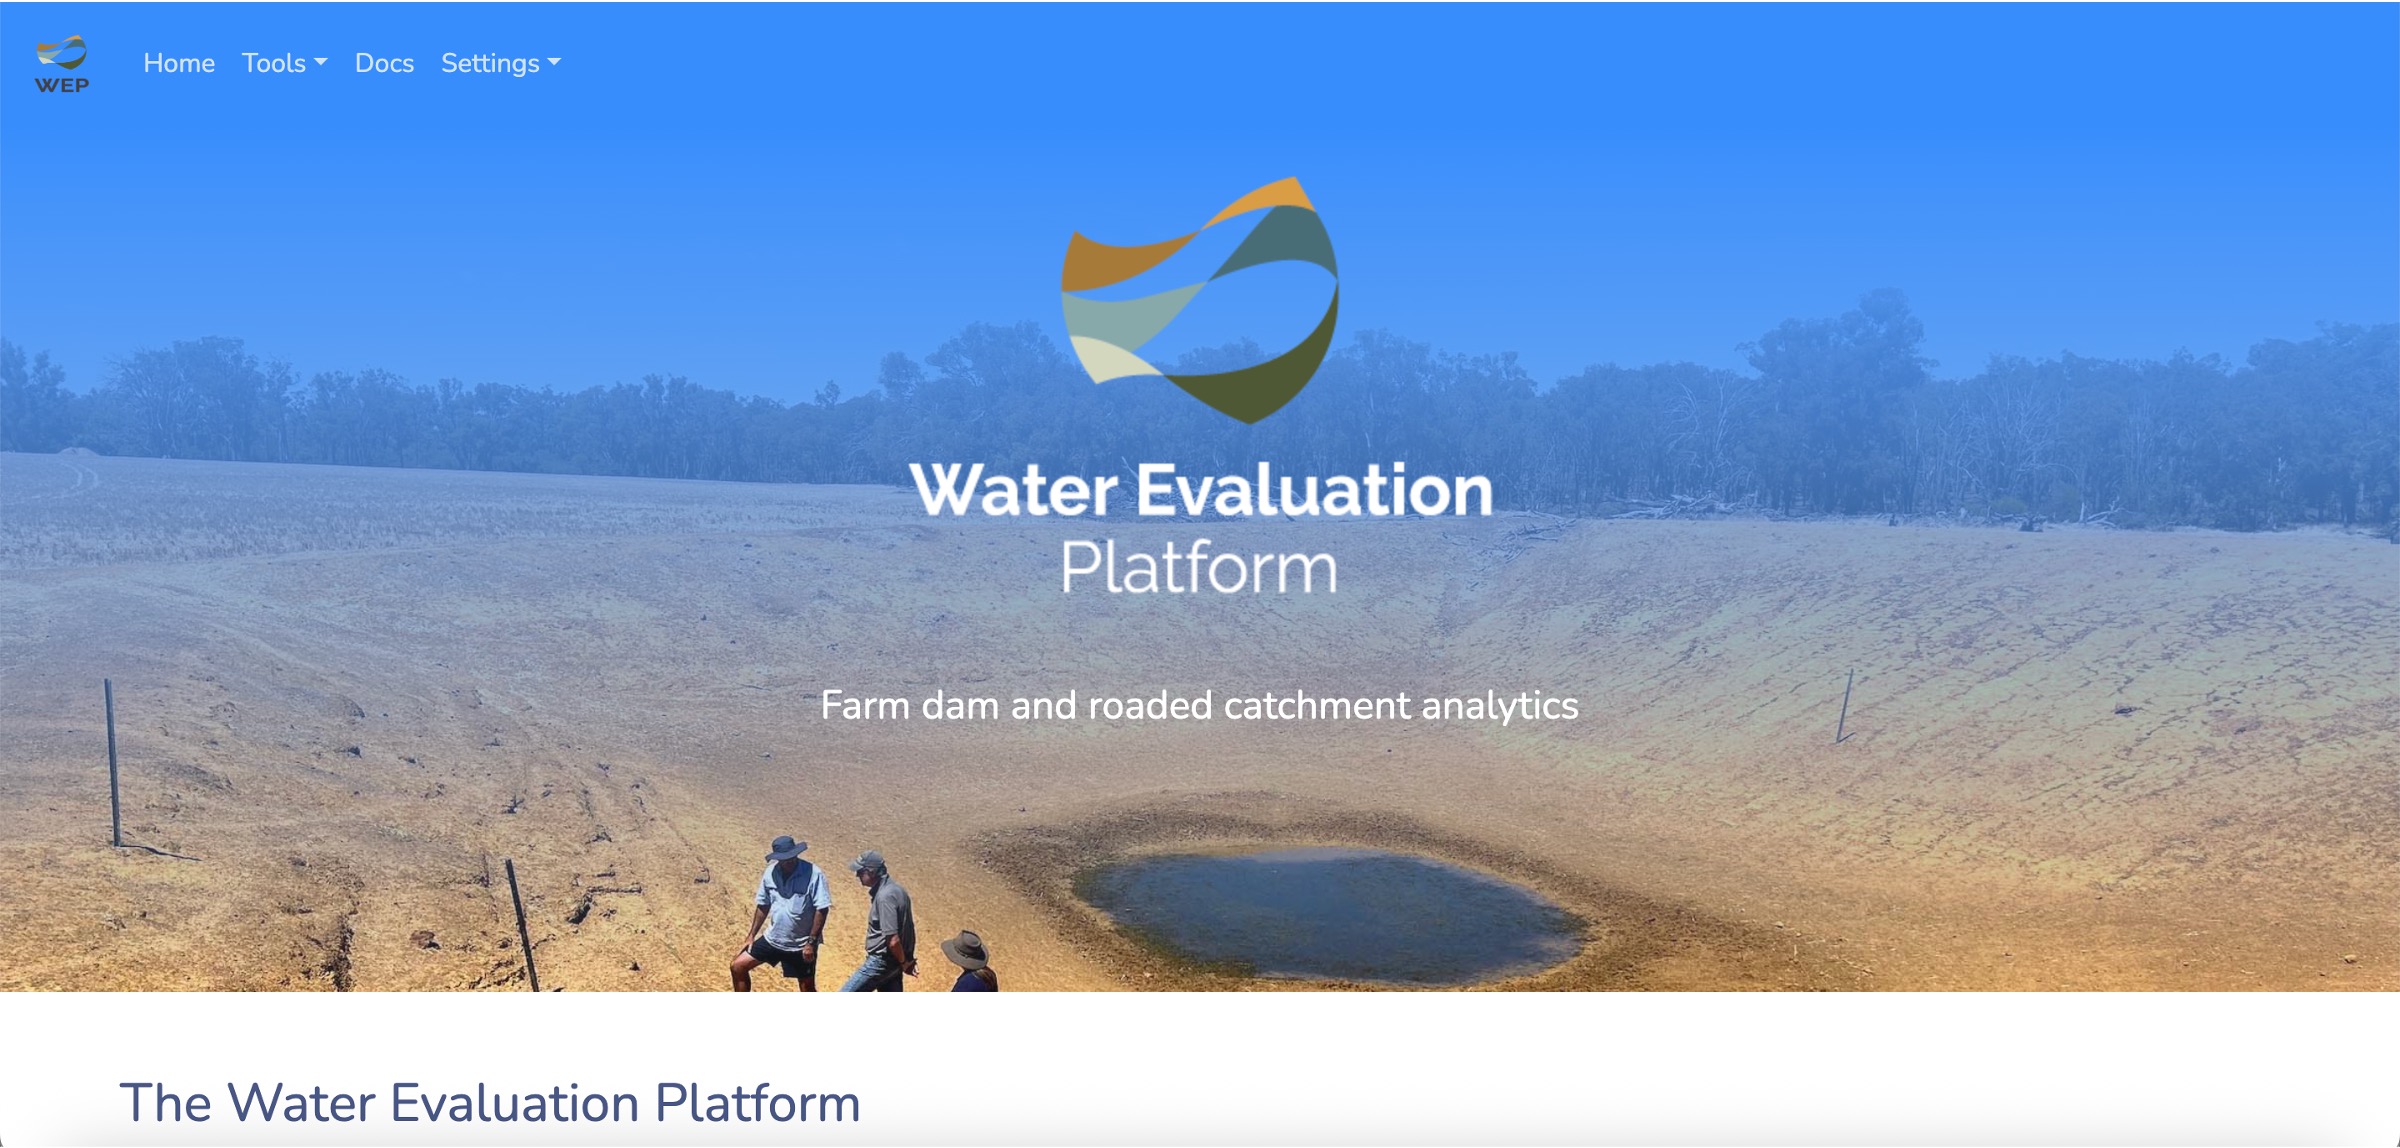 WEP
Home Tools Docs Settings
Water Evaluation
Platform
Farm dam and roaded catchment analytics
The Water Evaluation Platform